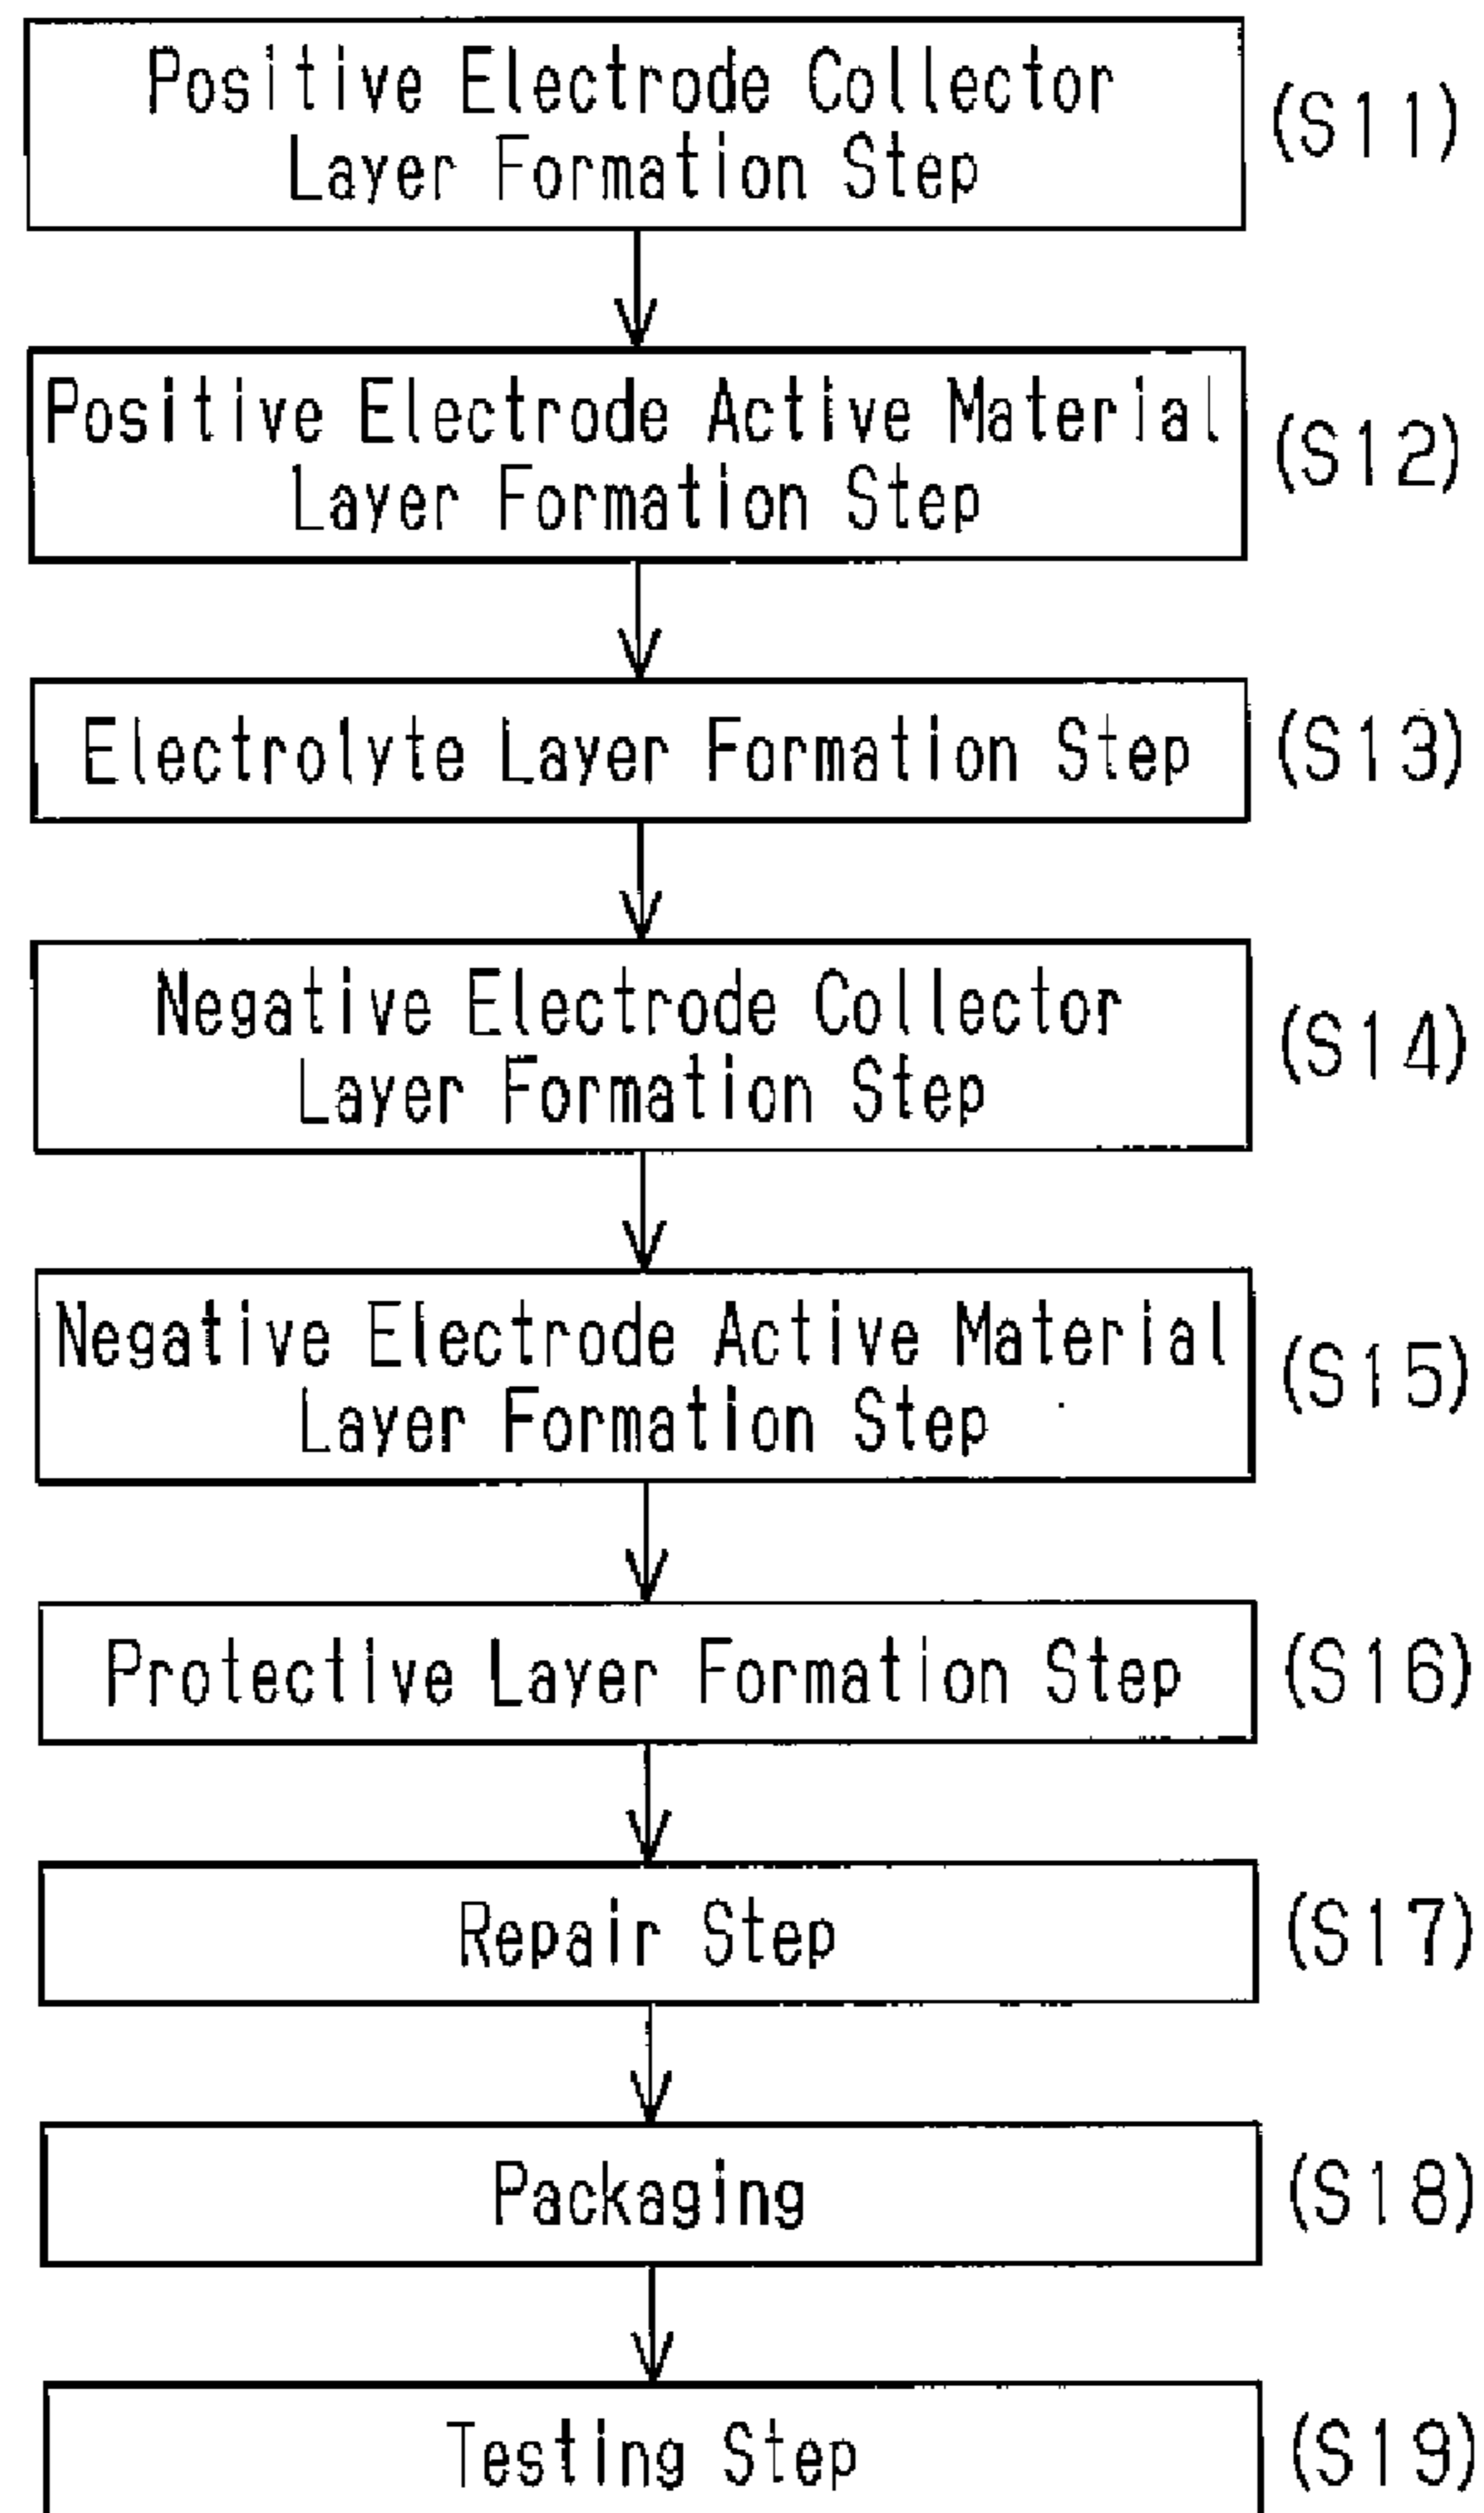 Positive Electrode Collector (S11)
Layer Formation Step
Positive Electrode Active Material (S12)
Layer Formation Step
Electrolyte Layer Formation Step (S13)
Negative Electrode Collector (S14)
Layer Formation Step
Negative Electrode Active Material (S15)
Layer Formation Step
Protective Layer Formation Step (S16)
Repair Step (S17)
Packaging (S18)
Testing Step (S19)